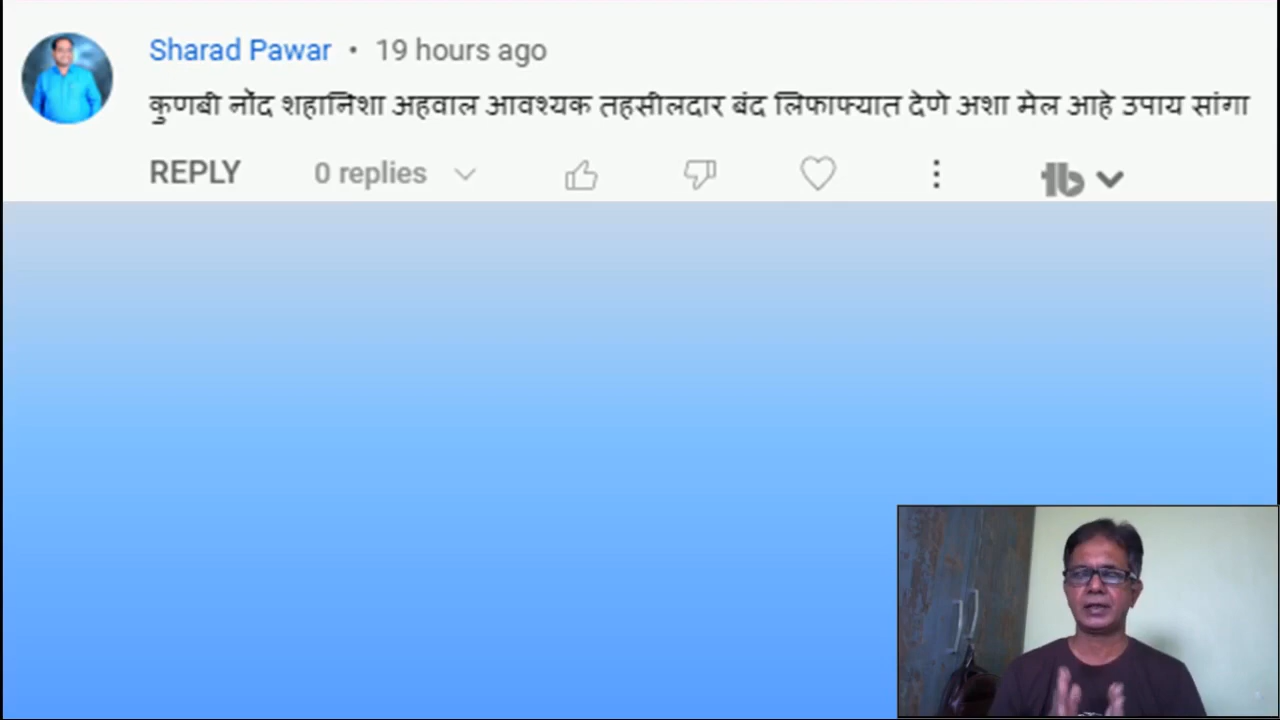 Sharad Pawar • 19 hours ago
कुणबी नोंद शहानिशा अहवाल आवश्यक तहसीलदार बंद लिफाफ्यात देणे अशा मेल आहे उपाय सांगा
REPLY 0 replies